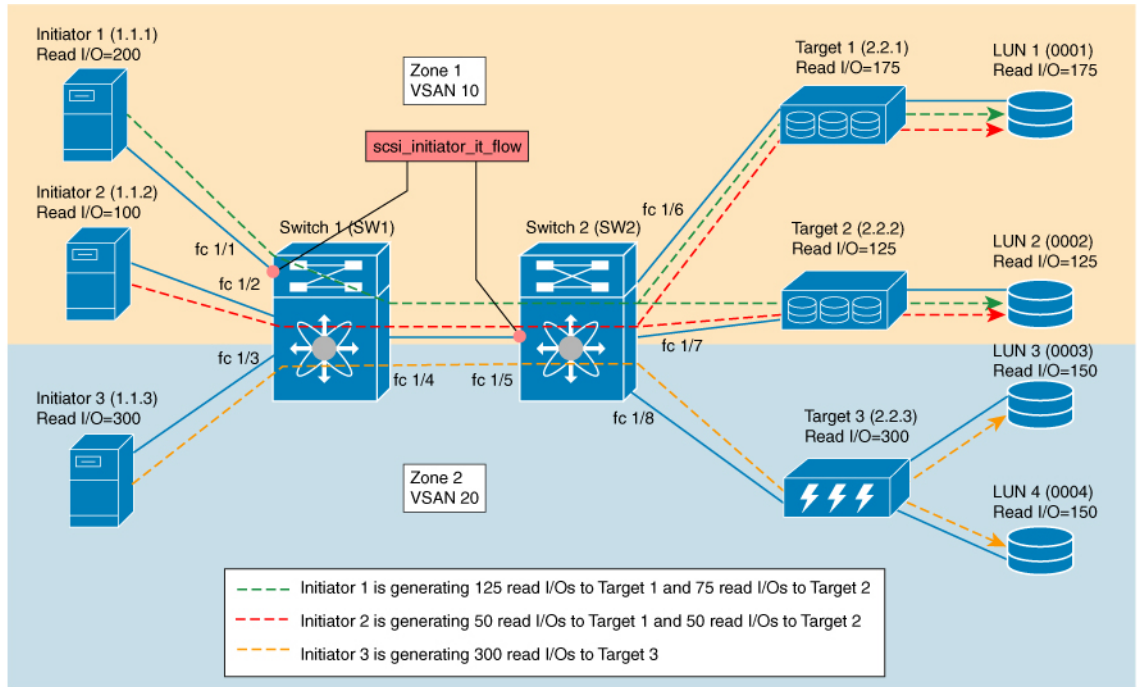 Initiator 1 (1.1.1)
Read I/O=200
Zone 1
VSAN 10
Target 1 (2.2.1)
Read I/O=175
LUN 1 (0001)
Read I/O=175
scsi_initiator_it_flow
Initiator 2 (1.1.2)
Read I/O=100
fc 1/1
Switch 1 (SW1)
Switch 2 (SW2)
fc 1/6
Target 2 (2.2.2)
Read I/O=125
LUN 2 (0002)
Read I/O=125
fc 1/2
fc 1/3
fc 1/4
fc 1/5
fc 1/7
LUN 3 (0003)
Read I/O=150
Initiator 3 (1.1.3)
Read I/O=300
fc 1/8
Target 3 (2.2.3)
Read I/O=300
Zone 2
VSAN 20
LUN 4 (0004)
Read I/O=150
Initiator 1 is generating 125 read I/Os to Target 1 and 75 read I/Os to Target 2
Initiator 2 is generating 50 read I/Os to Target 1 and 50 read I/Os to Target 2
Initiator 3 is generating 300 read I/Os to Target 3